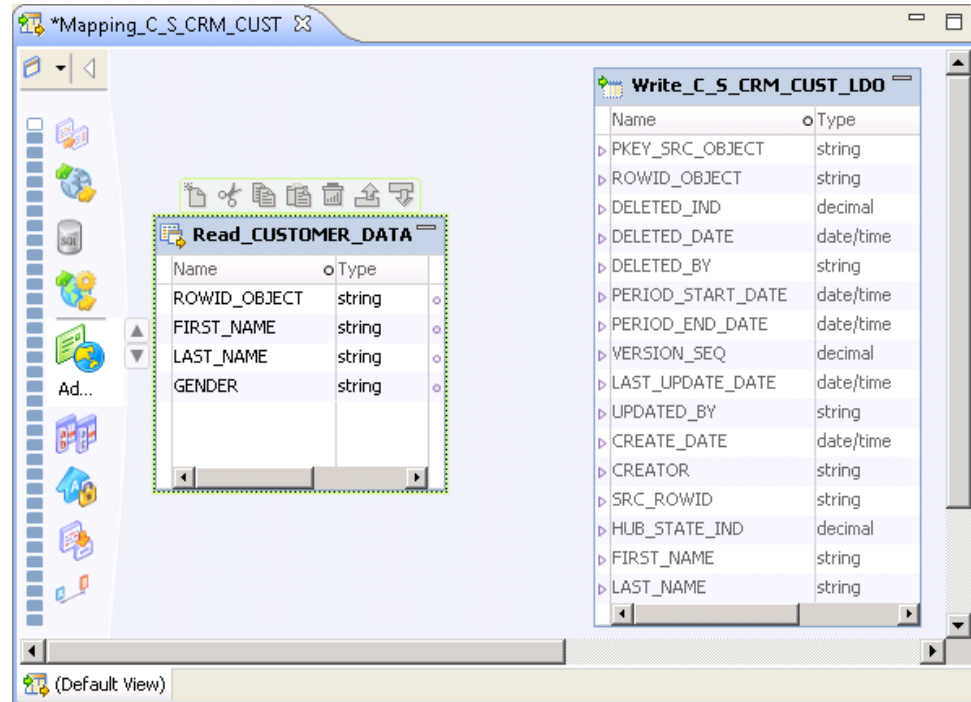 *Mapping_C_S_CRM_CUST
SQL
Ad...
Read_CUSTOMER_DATA
Name Type
ROWID_OBJECT string
FIRST_NAME string
LAST_NAME string
GENDER string
Write_C_S_CRM_CUST_LDO
Name Type
PKEY_SRC_OBJECT string
ROWID_OBJECT string
DELETED_IND decimal
DELETED_DATE date/time
DELETED_BY string
PERIOD_START_DATE date/time
PERIOD_END_DATE date/time
VERSION_SEQ decimal
LAST_UPDATE_DATE date/time
UPDATED_BY string
CREATE_DATE date/time
CREATOR string
SRC_ROWID string
HUB_STATE_IND decimal
FIRST_NAME string
LAST_NAME string
(Default View)